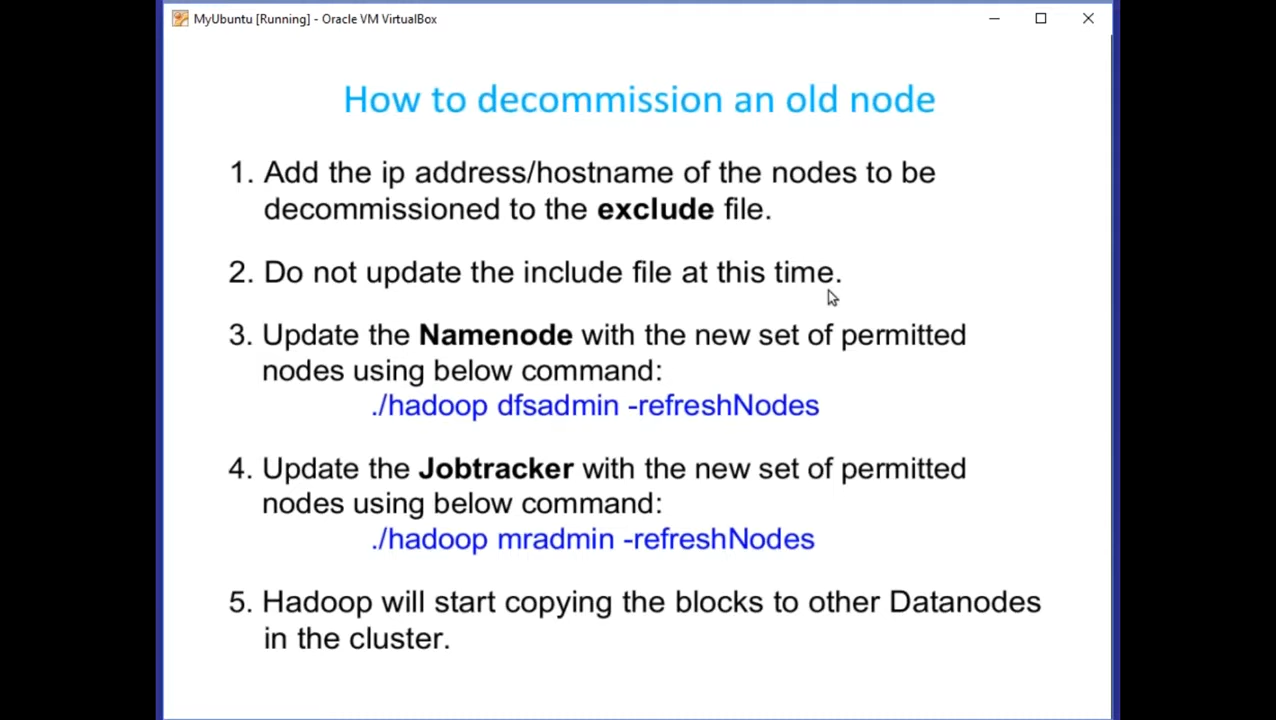 MyUbuntu [Running] - Oracle VM VirtualBox
How to decommission an old node
1. Add the ip address/hostname of the nodes to be
decommissioned to the exclude file.
2. Do not update the include file at this time.
3. Update the Namenode with the new set of permitted
nodes using below command:
./hadoop dfsadmin -refreshNodes
4. Update the Jobtracker with the new set of permitted
nodes using below command:
./hadoop mradmin -refreshNodes
5. Hadoop will start copying the blocks to other Datanodes
in the cluster.